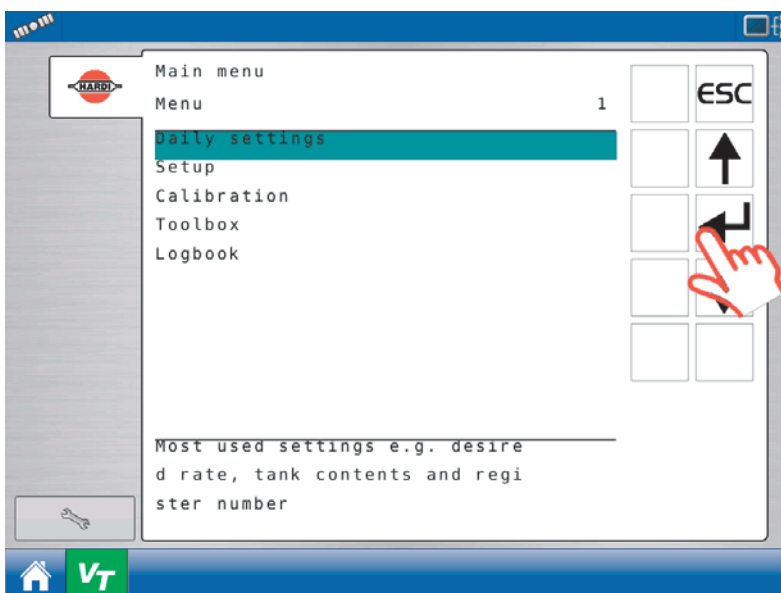 HARDI
Main menu
Menu 1
ESC
Daily settings
Setup
Calibration
Toolbox
Logbook
Most used settings e.g. desire
d rate, tank contents and regi
ster number
VT